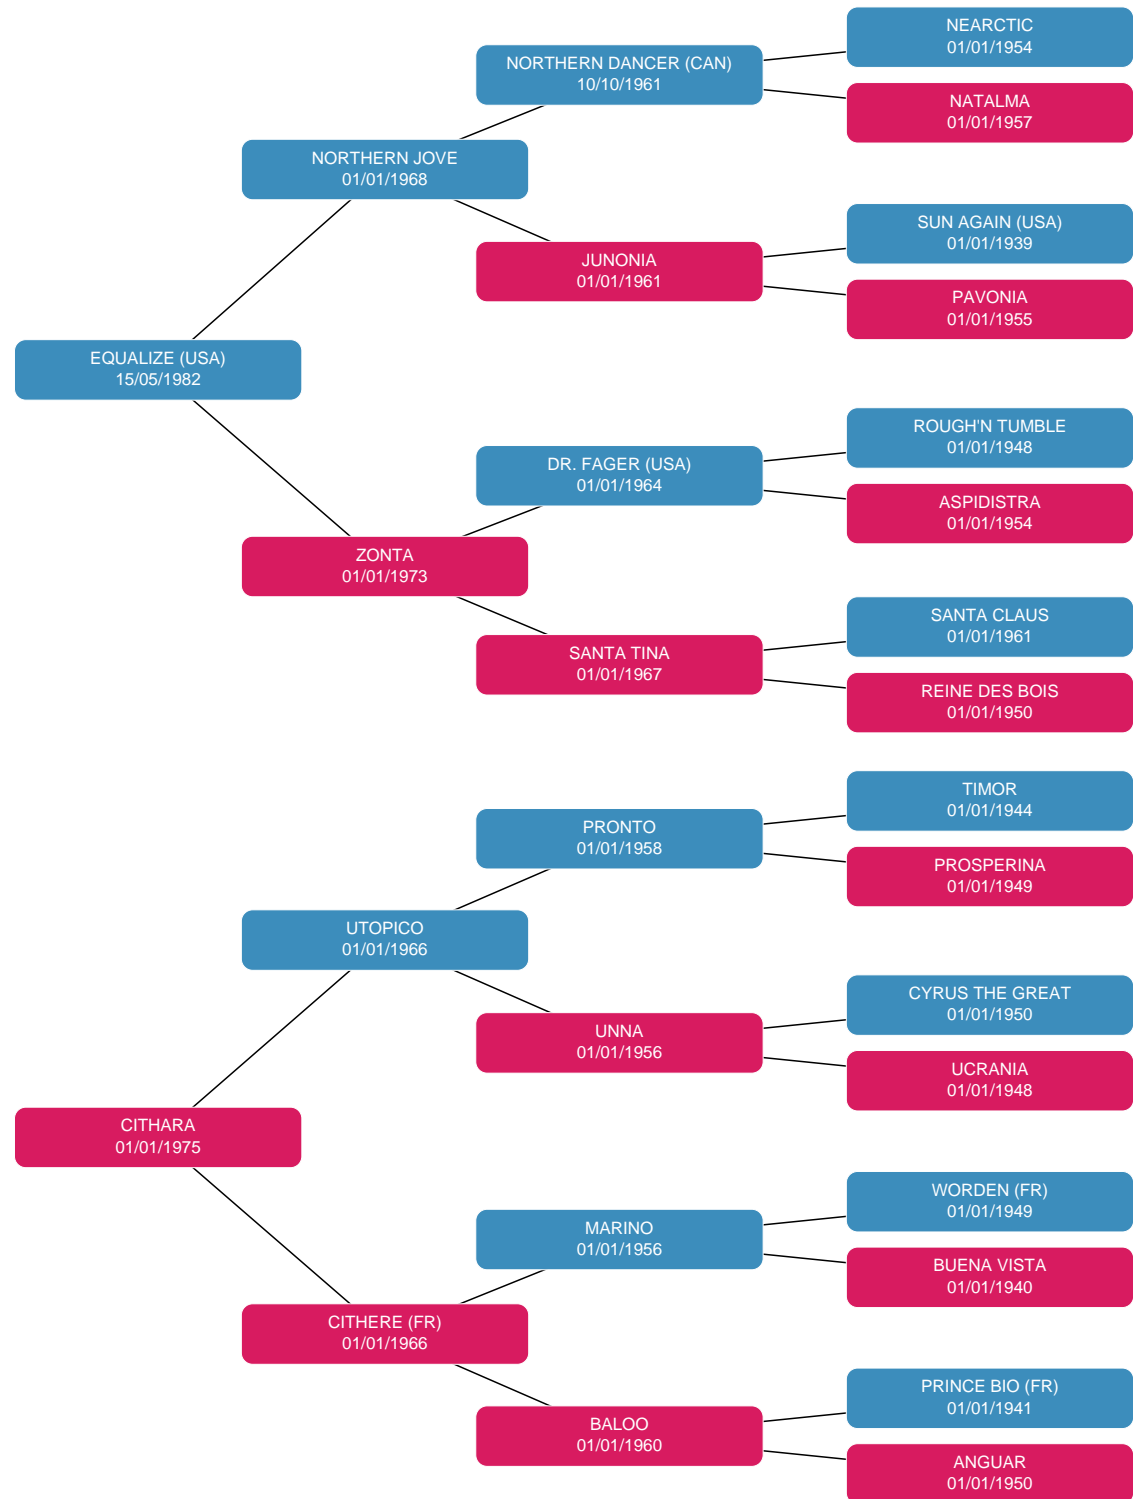 NEARCTIC
01/01/1954
NORTHERN DANCER (CAN)
10/10/1961
NATALMA
01/01/1957
NORTHERN JOVE
01/01/1968
SUN AGAIN (USA)
01/01/1939
JUNONIA
01/01/1961
PAVONIA
01/01/1955
EQUALIZE (USA)
15/05/1982
ROUGH'N TUMBLE
01/01/1948
DR. FAGER (USA)
01/01/1964
ASPIDISTRA
01/01/1954
ZONTA
01/01/1973
SANTA CLAUS
01/01/1961
SANTA TINA
01/01/1967
REINE DES BOIS
01/01/1950
TIMOR
01/01/1944
PRONTO
01/01/1958
PROSPERINA
01/01/1949
UTOPICO
01/01/1966
CYRUS THE GREAT
01/01/1950
UNNA
01/01/1956
UCRANIA
01/01/1948
CITHARA
01/01/1975
WORDEN (FR)
01/01/1949
MARINO
01/01/1956
BUENA VISTA
01/01/1940
CITHERE (FR)
01/01/1966
PRINCE BIO (FR)
01/01/1941
BALOO
01/01/1960
ANGUAR
01/01/1950